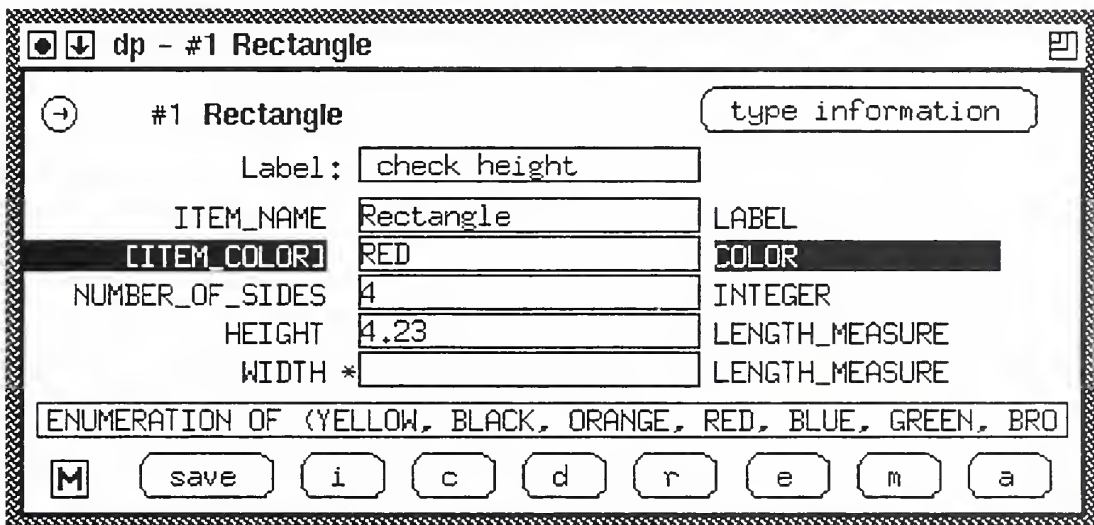 dp - #1 Rectangle
#1 Rectangle type information
Label: check height
ITEM_NAME Rectangle LABEL
[ITEM_COLOR] RED COLOR
NUMBER_OF_SIDES 4 INTEGER
HEIGHT 4.23 LENGTH_MEASURE
WIDTH * LENGTH_MEASURE
ENUMERATION OF (YELLOW, BLACK, ORANGE, RED, BLUE, GREEN, BRO
M save i c d r e m a